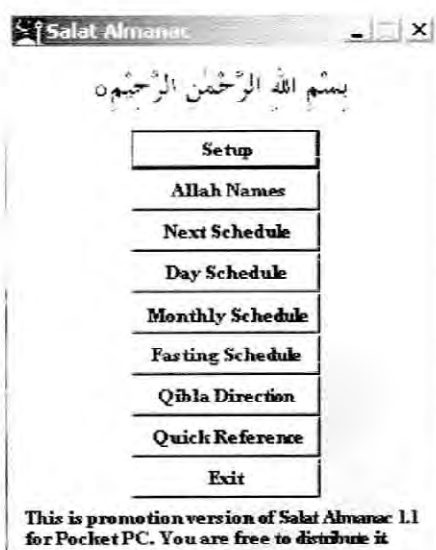 Salat Almanac
بِسْمِ اللهِ الرَّحْمٰنِ الرَّحِيْمِ ○
Setup
Allah Names
Next Schedule
Day Schedule
Monthly Schedule
Fasting Schedule
Qibla Direction
Quick Reference
Exit
This is promotion version of Salat Almanac 1.1
for Pocket PC. You are free to distribute it